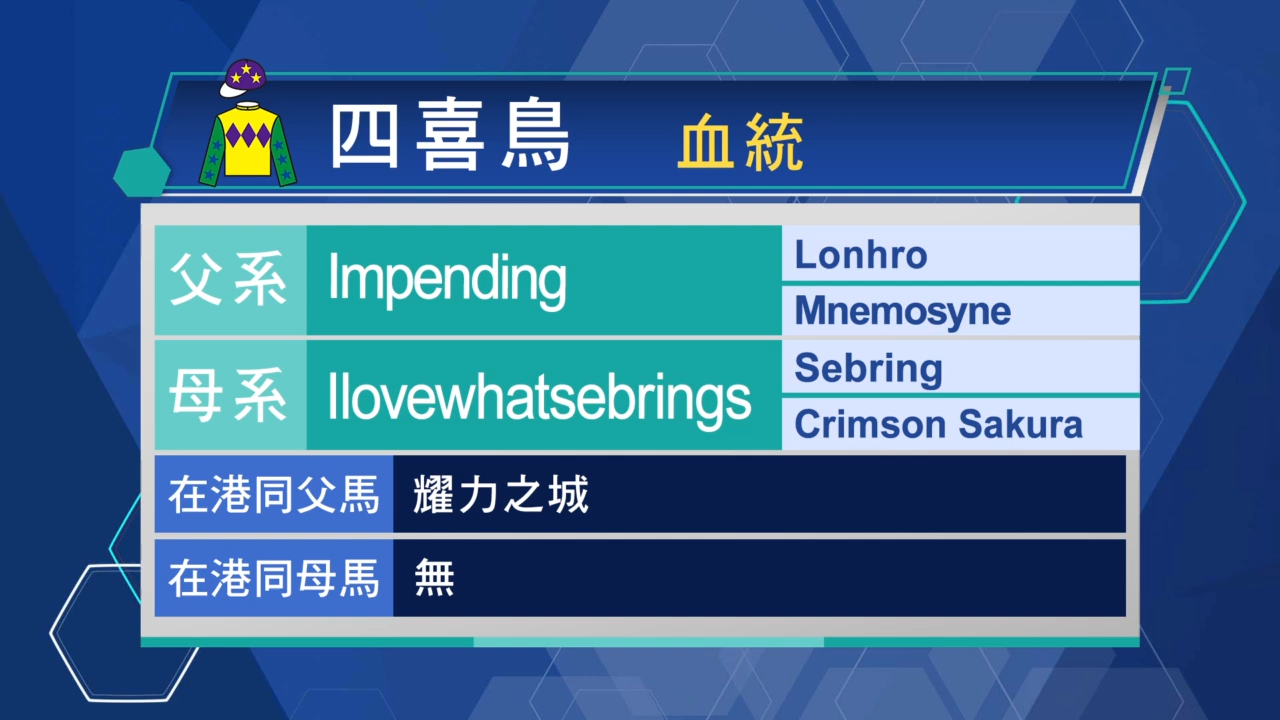 四喜鳥 血統
父系 Impending
Lonhro
Mnemosyne
母系 Ilovewhatsebrings
Sebring
Crimson Sakura
在港同父馬 耀力之城
在港同母馬 無